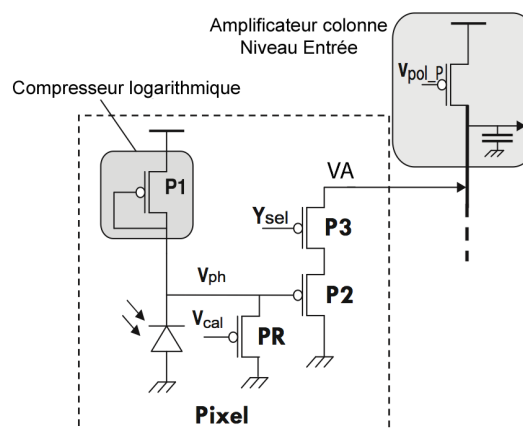 Amplificateur colonne
Niveau Entrée
Vpol_P
Compresseur logarithmique
P1
VA
Ysel
P3
Vph
P2
Vcal
PR
Pixel